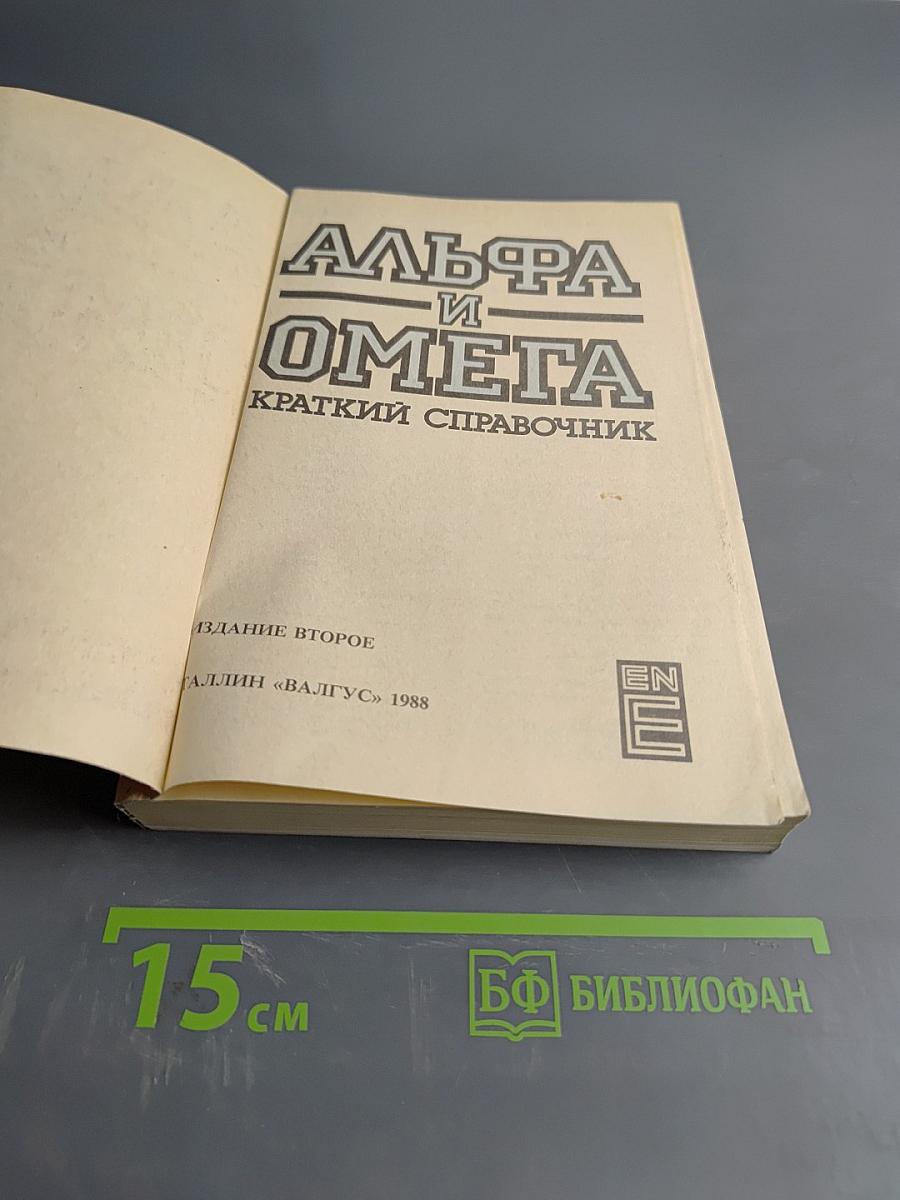 АЛЬФА
И
ОМЕГА
КРАТКИЙ СПРАВОЧНИК
ИЗДАНИЕ ВТОРОЕ
ТАЛЛИН «ВАЛГУС» 1988
EN
E
15 см
БФ БИБЛИОФАН